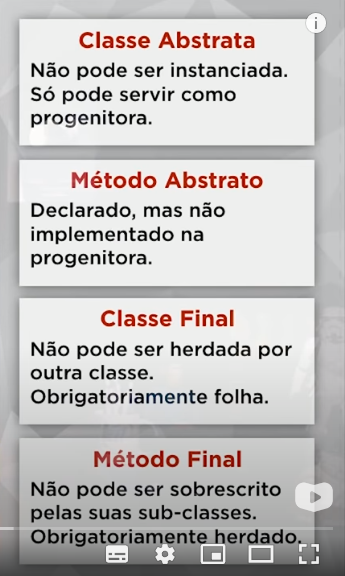 Classe Abstrata
Não pode ser instanciada.
Só pode servir como
progenitora.
Método Abstrato
Declarado, mas não
implementado na
progenitora.
Classe Final
Não pode ser herdada por
outra classe.
Obrigatoriamente folha.
Método Final
Não pode ser sobrescrito
pelas suas sub-classes.
Obrigatoriamente herdado.